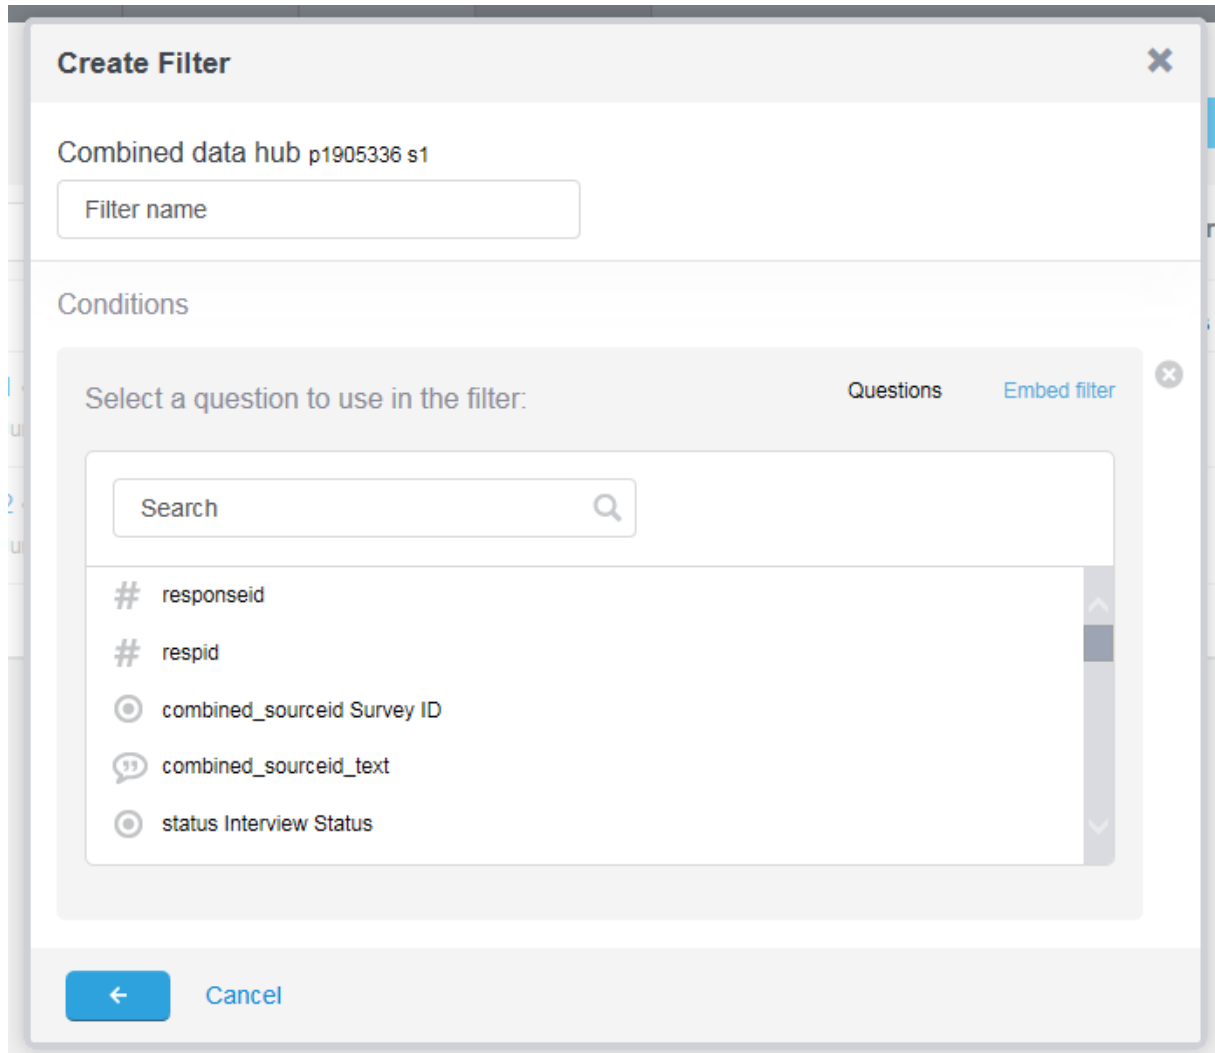 Create Filter
Combined data hub p1905336 s1
Filter name
Conditions
Select a question to use in the filter:
Questions
Embed filter
Search
responseid
respid
combined_sourceid Survey ID
combined_sourceid_text
status Interview Status
Cancel